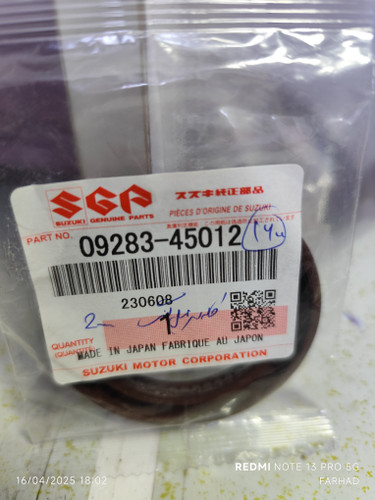 SGP
スズキ純正部品
SUZUKI GENUINE PARTS
PIÈCES D'ORIGINE DE SUZUKI
PART NO.
09283-45012
230608
QUANTITY
1
MADE IN JAPAN FABRIQUE AU JAPON
SUZUKI MOTOR CORPORATION
REDMI NOTE 13 PRO 5G
16/04/2025 18:02
FARHAD